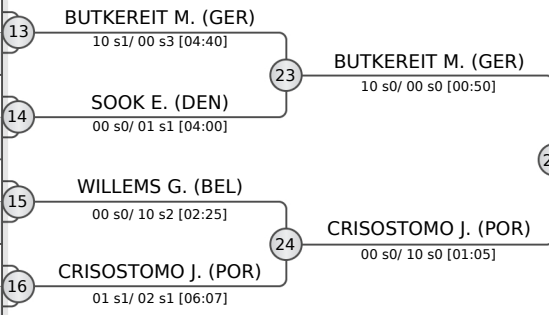 BUTKEREIT M. (GER)
13
10 s1/ 00 s3 [04:40]
23
BUTKEREIT M. (GER)
10 s0/ 00 s0 [00:50]
SOOK E. (DEN)
14
00 s0/ 01 s1 [04:00]
WILLEMS G. (BEL)
15
00 s0/ 10 s2 [02:25]
24
CRISOSTOMO J. (POR)
00 s0/ 10 s0 [01:05]
CRISOSTOMO J. (POR)
16
01 s1/ 02 s1 [06:07]